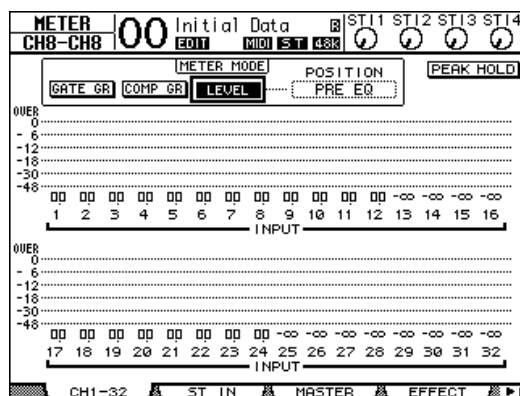 METER
CH8-CH8
00 Initial Data R
EDIT MIDI ST 48K
ST11 ST12 ST13 ST14
METER MODE
GATE GR COMP GR LEVEL
POSITION
PRE EQ
PEAK HOLD
OVER
0
- 6
-12
-18
-30
-48
00 00 00 00 00 00 00 00 00 00 00 00 -∞ -∞ -∞ -∞
1 2 3 4 5 6 7 8 9 10 11 12 13 14 15 16
INPUT
OVER
0
- 6
-12
-18
-30
-48
00 00 00 00 00 00 00 00 -∞ -∞ -∞ -∞ -∞ -∞ -∞ -∞
17 18 19 20 21 22 23 24 25 26 27 28 29 30 31 32
INPUT
CH1-32 ST IN MASTER EFFECT